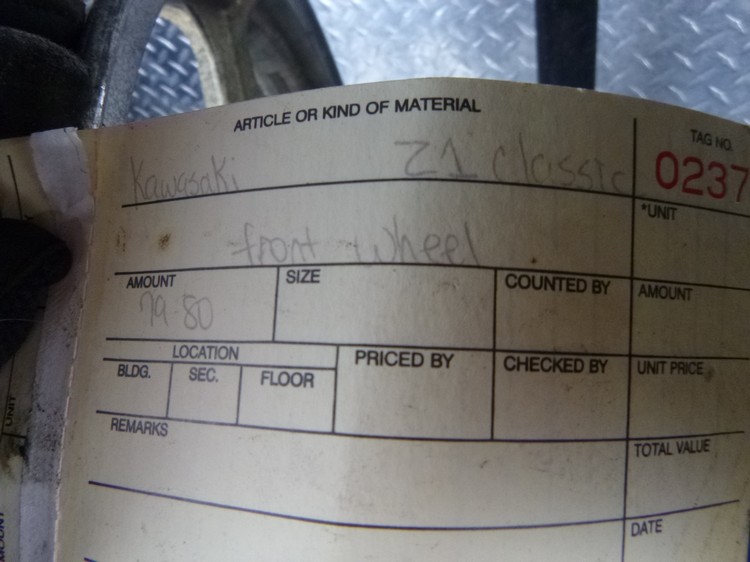 ARTICLE OR KIND OF MATERIAL
TAG NO.
Kawasaki Z1 classic
0237
*UNIT
front wheel
AMOUNT
SIZE
COUNTED BY
AMOUNT
79-80
LOCATION
PRICED BY
CHECKED BY
UNIT PRICE
BLDG.
SEC.
FLOOR
REMARKS
TOTAL VALUE
DATE
UNIT